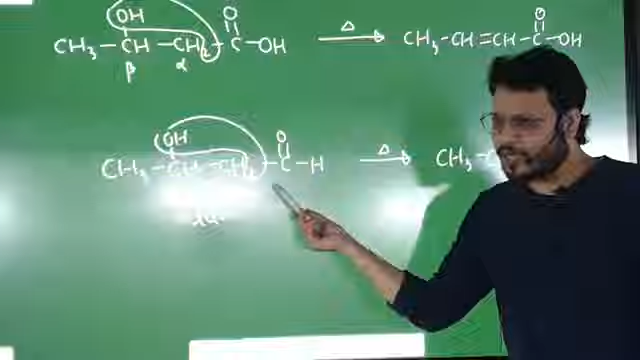 OH O O
CH₃ – CH – CH₂ – C – OH Δ→ CH₃ – CH = CH – C – OH
β α
OH O
CH₃ – CH – CH₂ – C – H Δ→ CH₃ – C